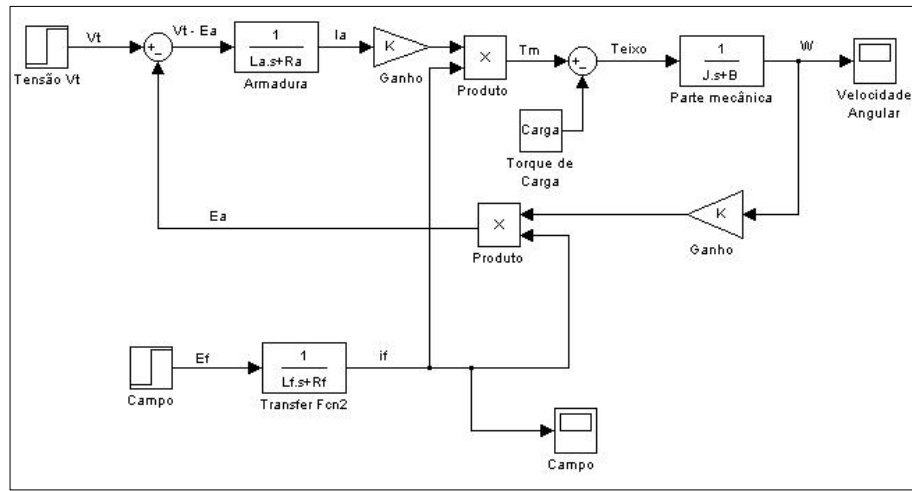 Vt
Vt - Ea
Ia
Tm
Teixo
W
+
−
1
La.s+Ra
K
×
+
−
1
J.s+B
Tensão Vt
Armadura
Ganho
Produto
Parte mecânica
Velocidade
Angular
Carga
Torque de
Carga
Ea
×
K
Produto
Ganho
Ef
1
Lf.s+Rf
if
Campo
Transfer Fcn2
Campo